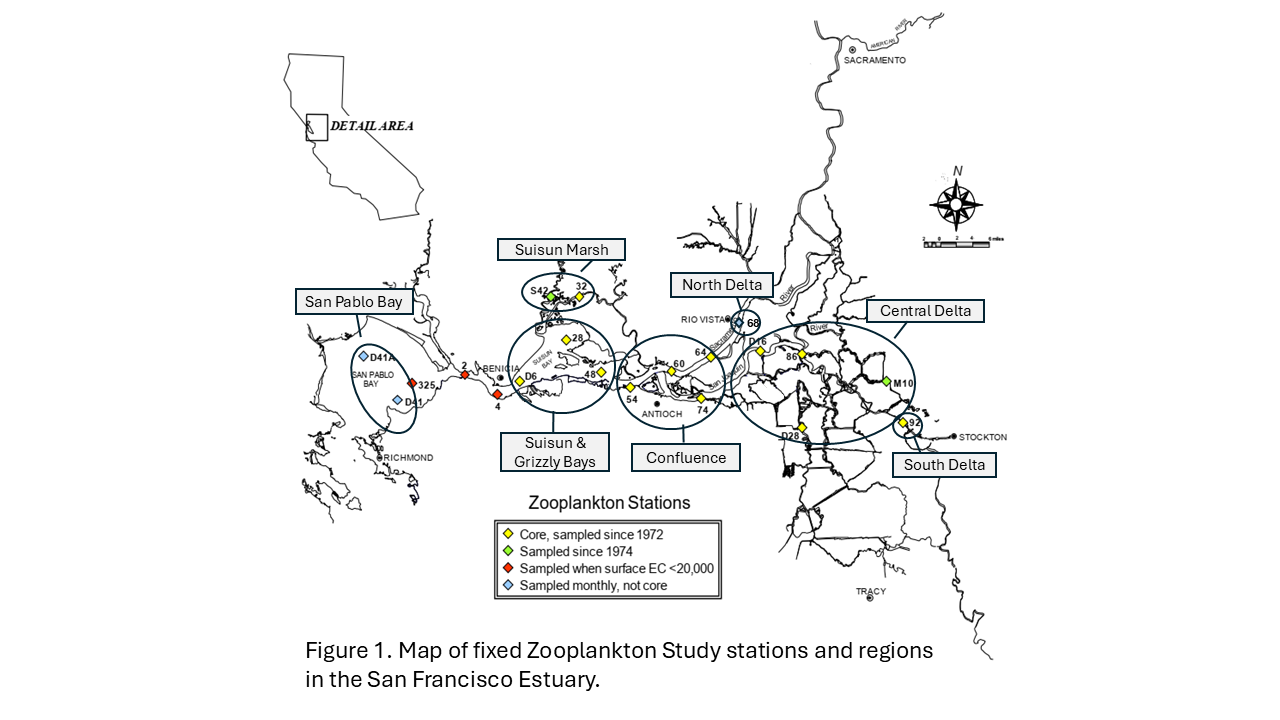 AMERICAN
RIVER
SACRAMENTO
DETAIL AREA
N
2 0 2 4 6 miles
Suisun Marsh
S42
32
North Delta
San Pablo Bay
River
RIO VISTA
68
Central Delta
River
D41A
SAN PABLO
BAY
325
D41
2
BENICIA
4
28
SUISUN
BAY
D6
48
64
60
54
74
ANTIOCH
San Joaquin
D16
86
M10
D28
92
STOCKTON
RICHMOND
Suisun &
Grizzly Bays
Confluence
South Delta
Zooplankton Stations
Core, sampled since 1972
Sampled since 1974
Sampled when surface EC <20,000
Sampled monthly, not core
TRACY
Figure 1. Map of fixed Zooplankton Study stations and regions
in the San Francisco Estuary.